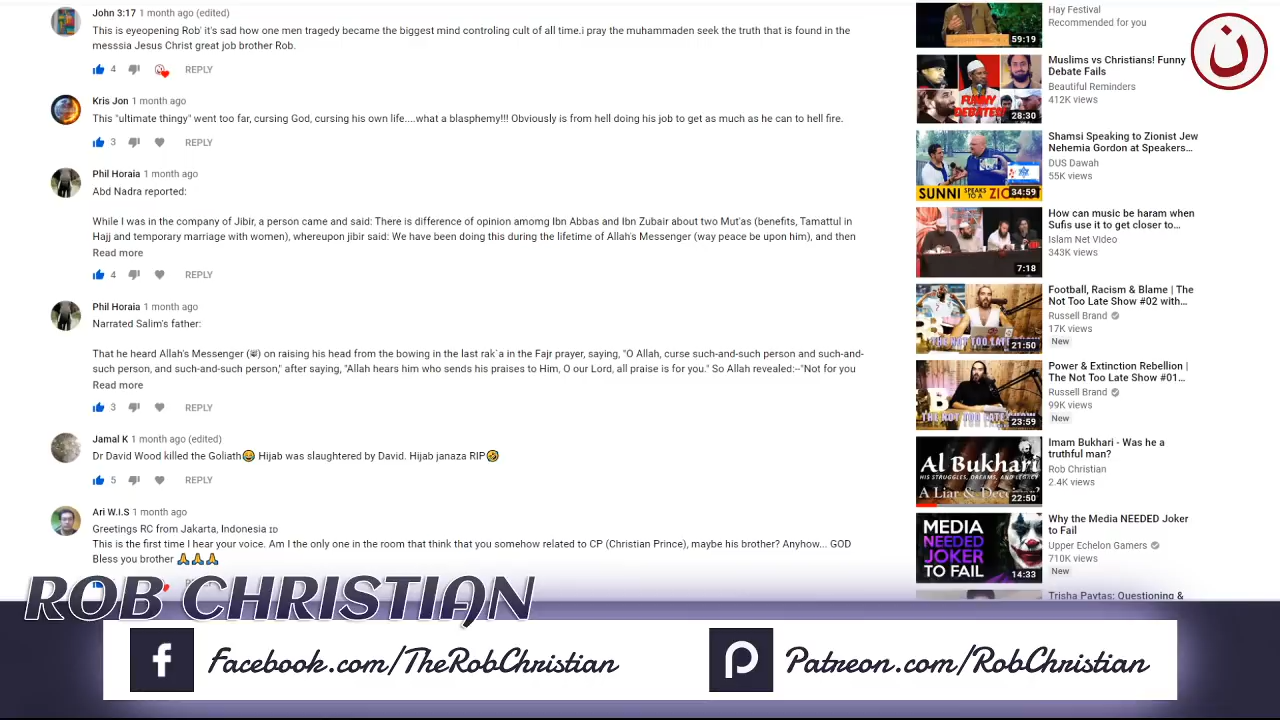 John 3:17 1 month ago (edited)
This is eyeopening Rob' it's sad how one men tragedy became the biggest mind controling cult of all time.i pray the muhammaden seek the truth that is found in the
messsia Jesus Christ great job brother Rob.
4 REPLY
Kris Jon 1 month ago
This "ultimate thingy" went too far, daring God, cursing his own life....what a blasphemy!!! Obviously is from hell doing his job to get as much as he can to hell fire.
3 REPLY
Phil Horaia 1 month ago
Abd Nadra reported:
While I was in the company of Jibir, a person came and said: There is difference of opinion amomg Ibn Abbas and Ibn Zubair about two Mut'as (benefits, Tamattul in
Hajj and temporary marriage with women), whereupon jibir said: We have been doing this during the lifetime of Allah's Messenger (way peace be upon him), and then
Read more
4 REPLY
Phil Horaia 1 month ago
Narrated Salim's father:
That he heard Allah's Messenger (ﷺ) on raising his head from the bowing in the last rak`a in the Fajr prayer, saying, "O Allah, curse such-and-such person and such-and-
such person, and such-and-such person," after saying, "Allah hears him who sends his praises to Him, O our Lord, all praise is for you." So Allah revealed:--"Not for you
Read more
3 REPLY
Jamal K 1 month ago (edited)
Dr David Wood killed the Goliath😂 Hijab was slaughtered by David. Hijab janaza RIP🤣
5 REPLY
Ari W.I.S 1 month ago
Greetings RC from Jakarta, Indonesia ID
This is the first time I hear your voice. Am I the only one in the room that think that you somehow related to CP (Christian Prince) maybe his brother? Anyhow... GOD
Bless you brother 🙏🙏🙏
Hay Festival
Recommended for you
59:19
Muslims vs Christians! Funny
Debate Fails
Beautiful Reminders
412K views
FUNNY
DEBATES!
28:30
Shamsi Speaking to Zionist Jew
Nehemia Gordon at Speakers...
DUS Dawah
55K views
SUNNI SPEAKS TO A
34:59
How can music be haram when
Sufis use it to get closer to...
Islam Net Video
343K views
7:18
Football, Racism & Blame | The
Not Too Late Show #02 with...
Russell Brand
17K views
New
THE NOT TOO LATE
21:50
Power & Extinction Rebellion |
The Not Too Late Show #01...
Russell Brand
99K views
New
THE NOT TOO LATE
23:59
Imam Bukhari - Was he a
truthful man?
Rob Christian
2.4K views
Al Bukhari
HIS STRUGGLES, DREAMS, AND LEGACY
A Liar &
22:50
Why the Media NEEDED Joker
to Fail
Upper Echelon Gamers
710K views
New
MEDIA
NEEDED
JOKER
TO FAIL
14:33
Trisha Paytas: Questioning &
ن
ROB CHRISTIAN
Facebook.com/TheRobChristian
Patreon.com/RobChristian